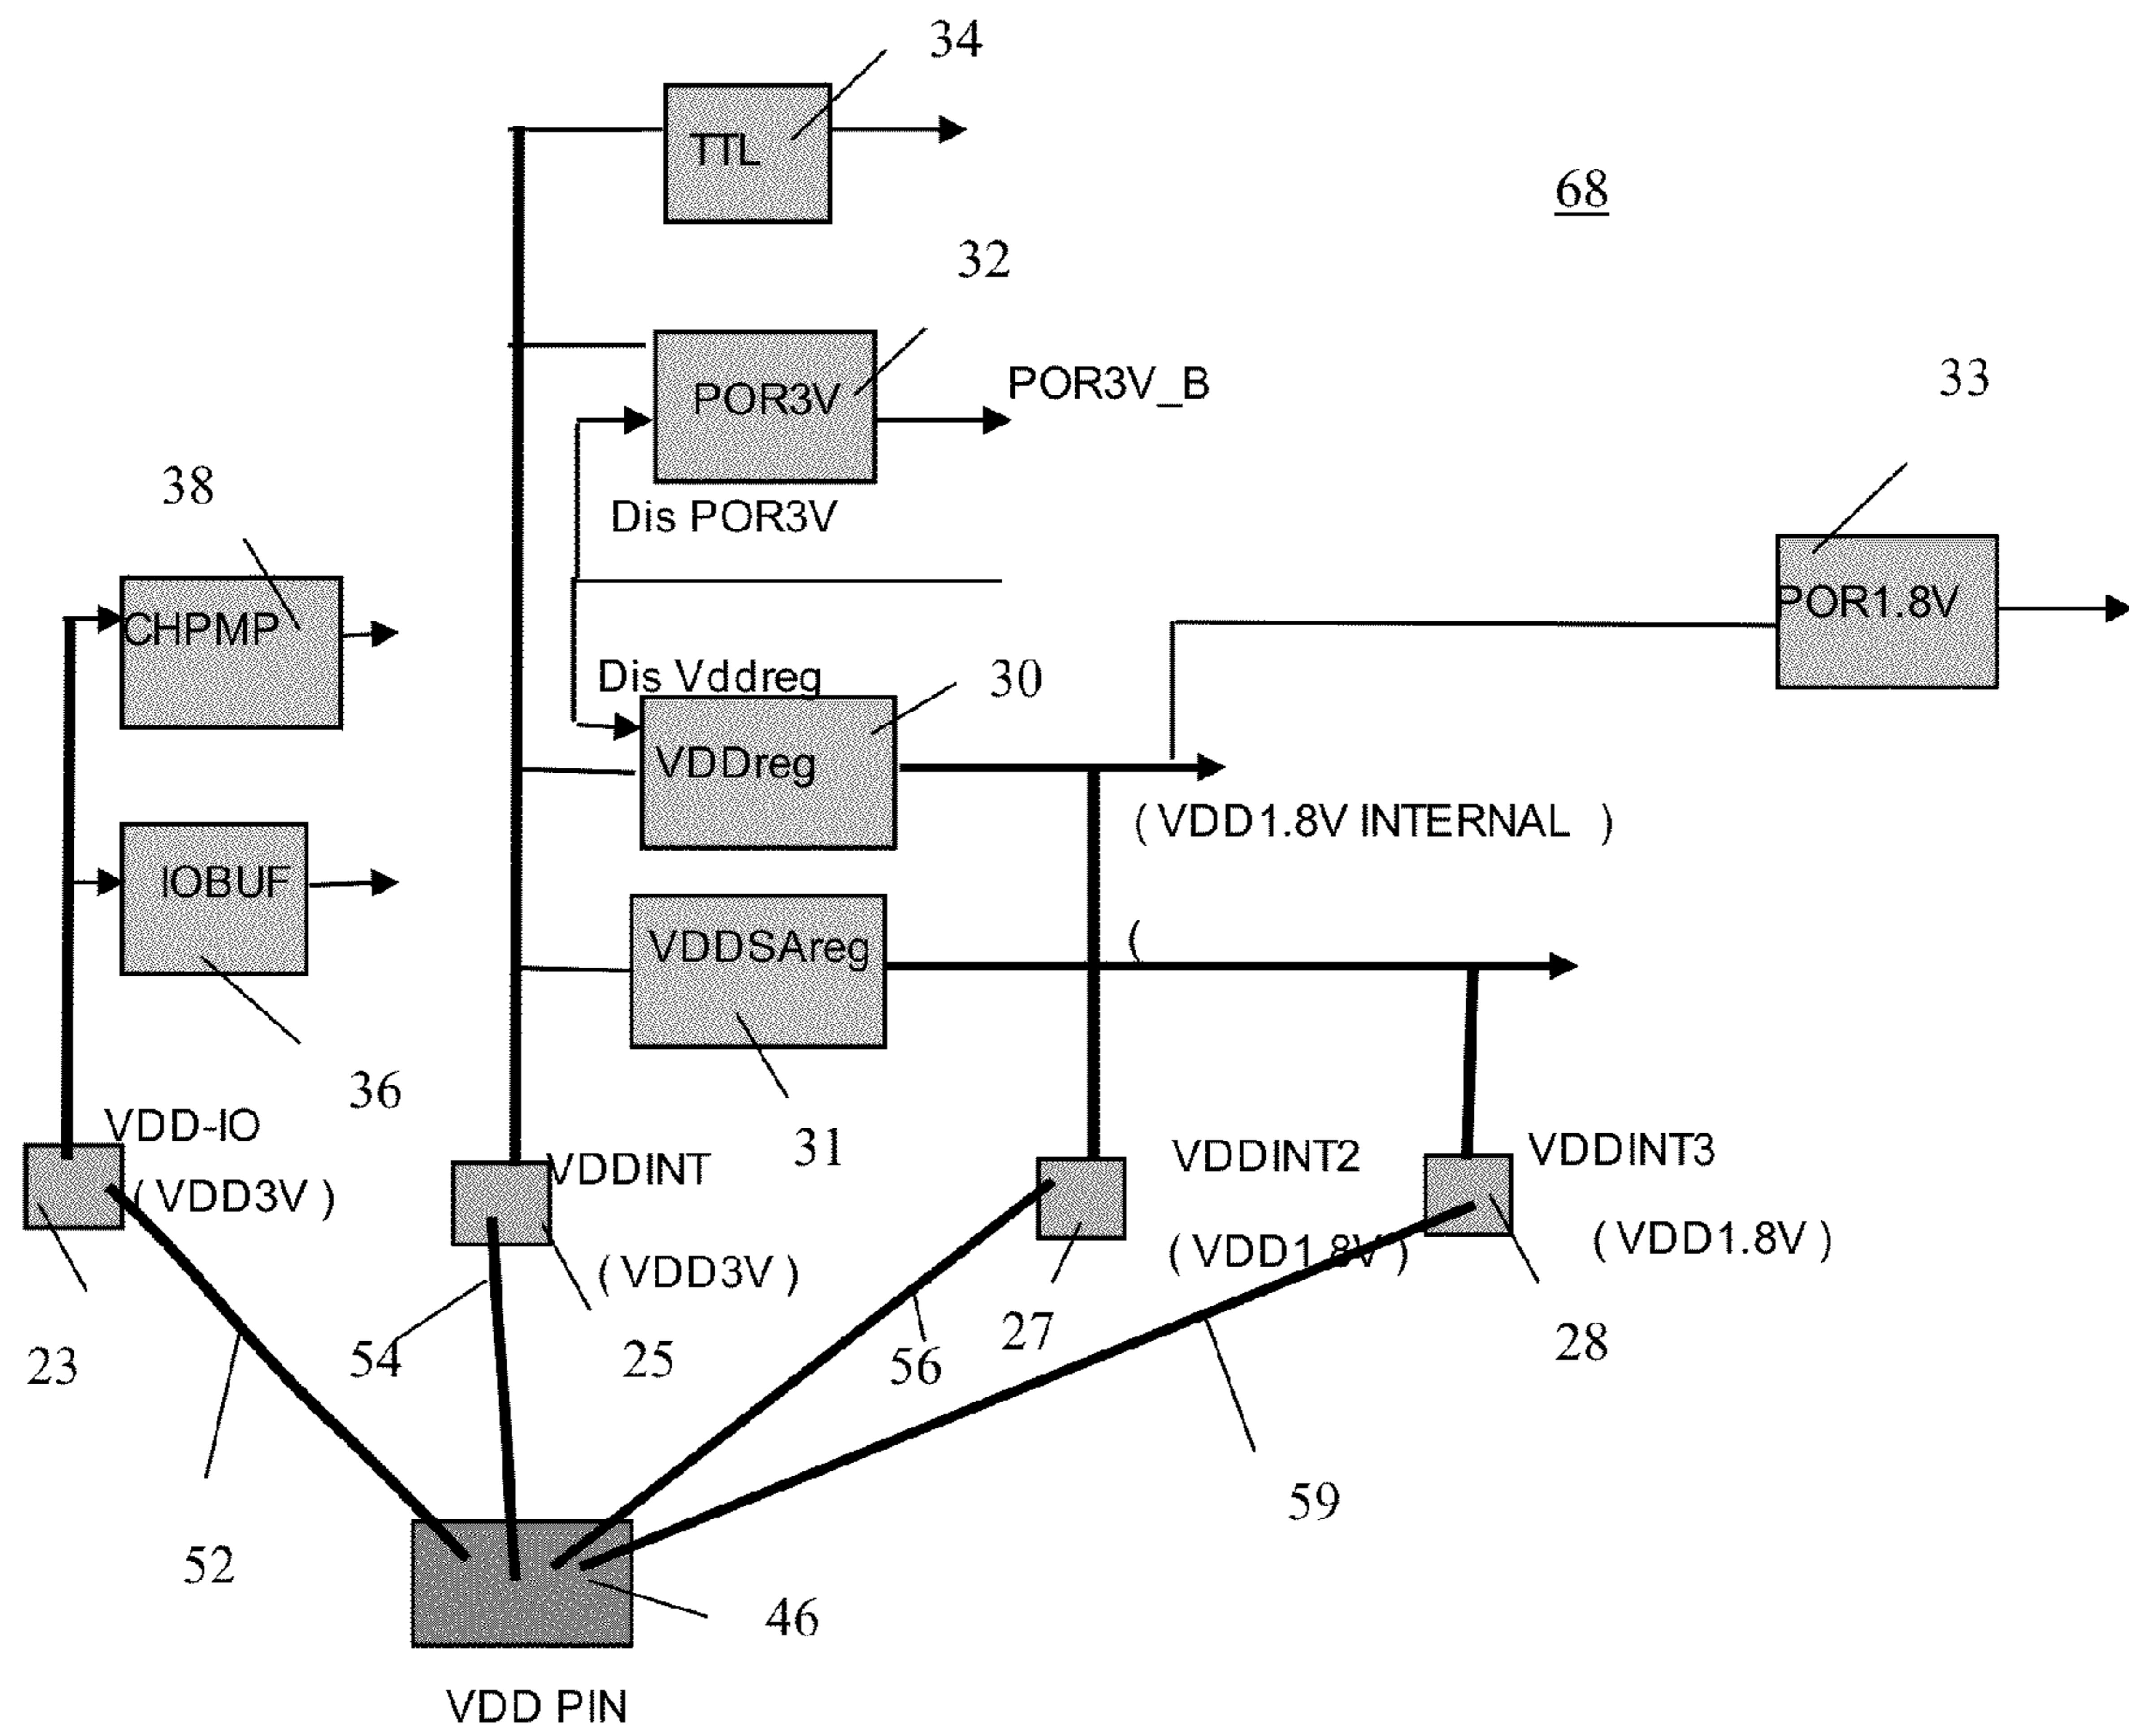 34
TTL
68
32
POR3V
POR3V_B
33
38
Dis POR3V
CHPMP
POR1.8V
Dis Vddreg
30
VDDreg
( VDD1.8V INTERNAL )
IOBUF
VDDSAreg
(
36
VDD-IO
31
VDDINT
VDDINT2
VDDINT3
( VDD3V )
( VDD3V )
( VDD1.8V )
( VDD1.8V )
23
54
25
56
27
28
52
59
46
VDD PIN